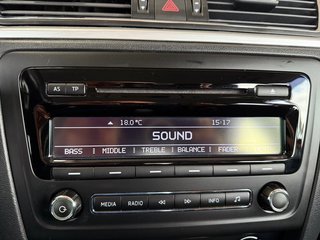 AS TP
▲ 18.0°C 15:17
SOUND
BASS | MIDDLE | TREBLE | BALANCE | FADER
MEDIA RADIO INFO